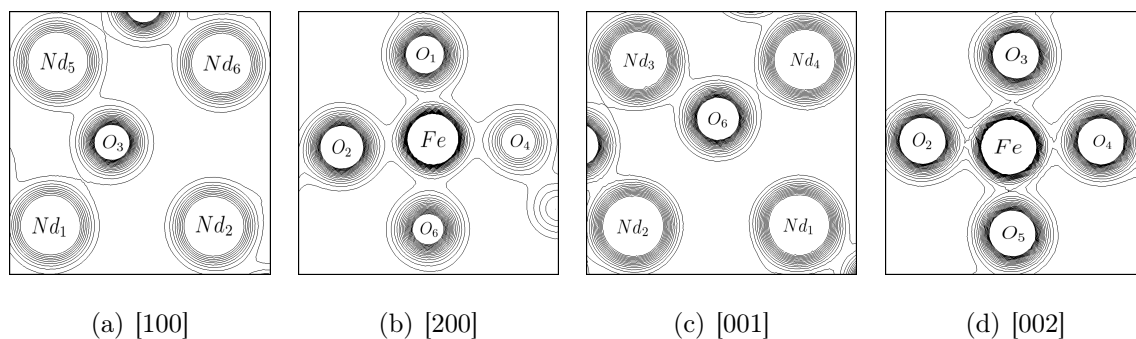 Nd5 Nd6
O3
Nd1 Nd2
O1
O2 Fe O4
O6
Nd3 Nd4
O6
Nd2 Nd1
O3
O2 Fe O4
O5
(a) [100] (b) [200] (c) [001] (d) [002]